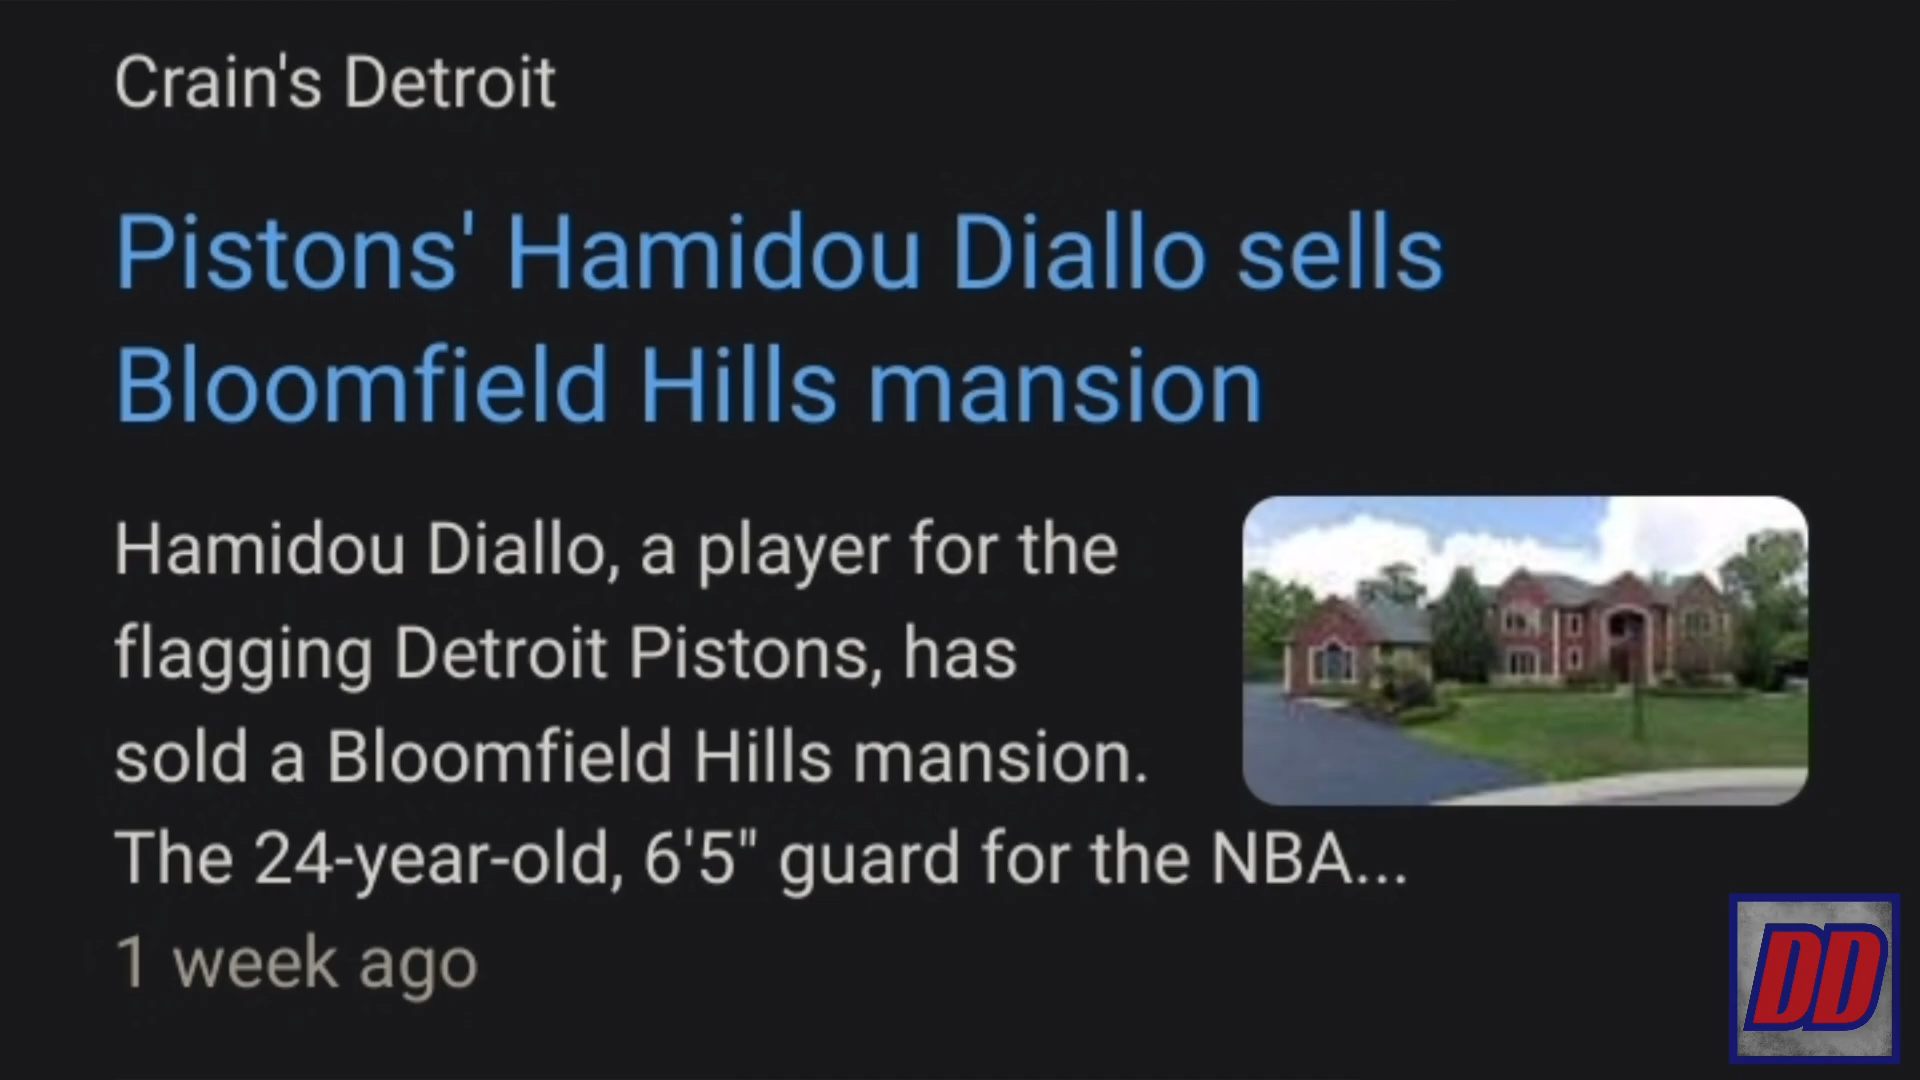 Crain's Detroit
Pistons' Hamidou Diallo sells
Bloomfield Hills mansion
Hamidou Diallo, a player for the
flagging Detroit Pistons, has
sold a Bloomfield Hills mansion.
The 24-year-old, 6'5" guard for the NBA...
1 week ago
DD